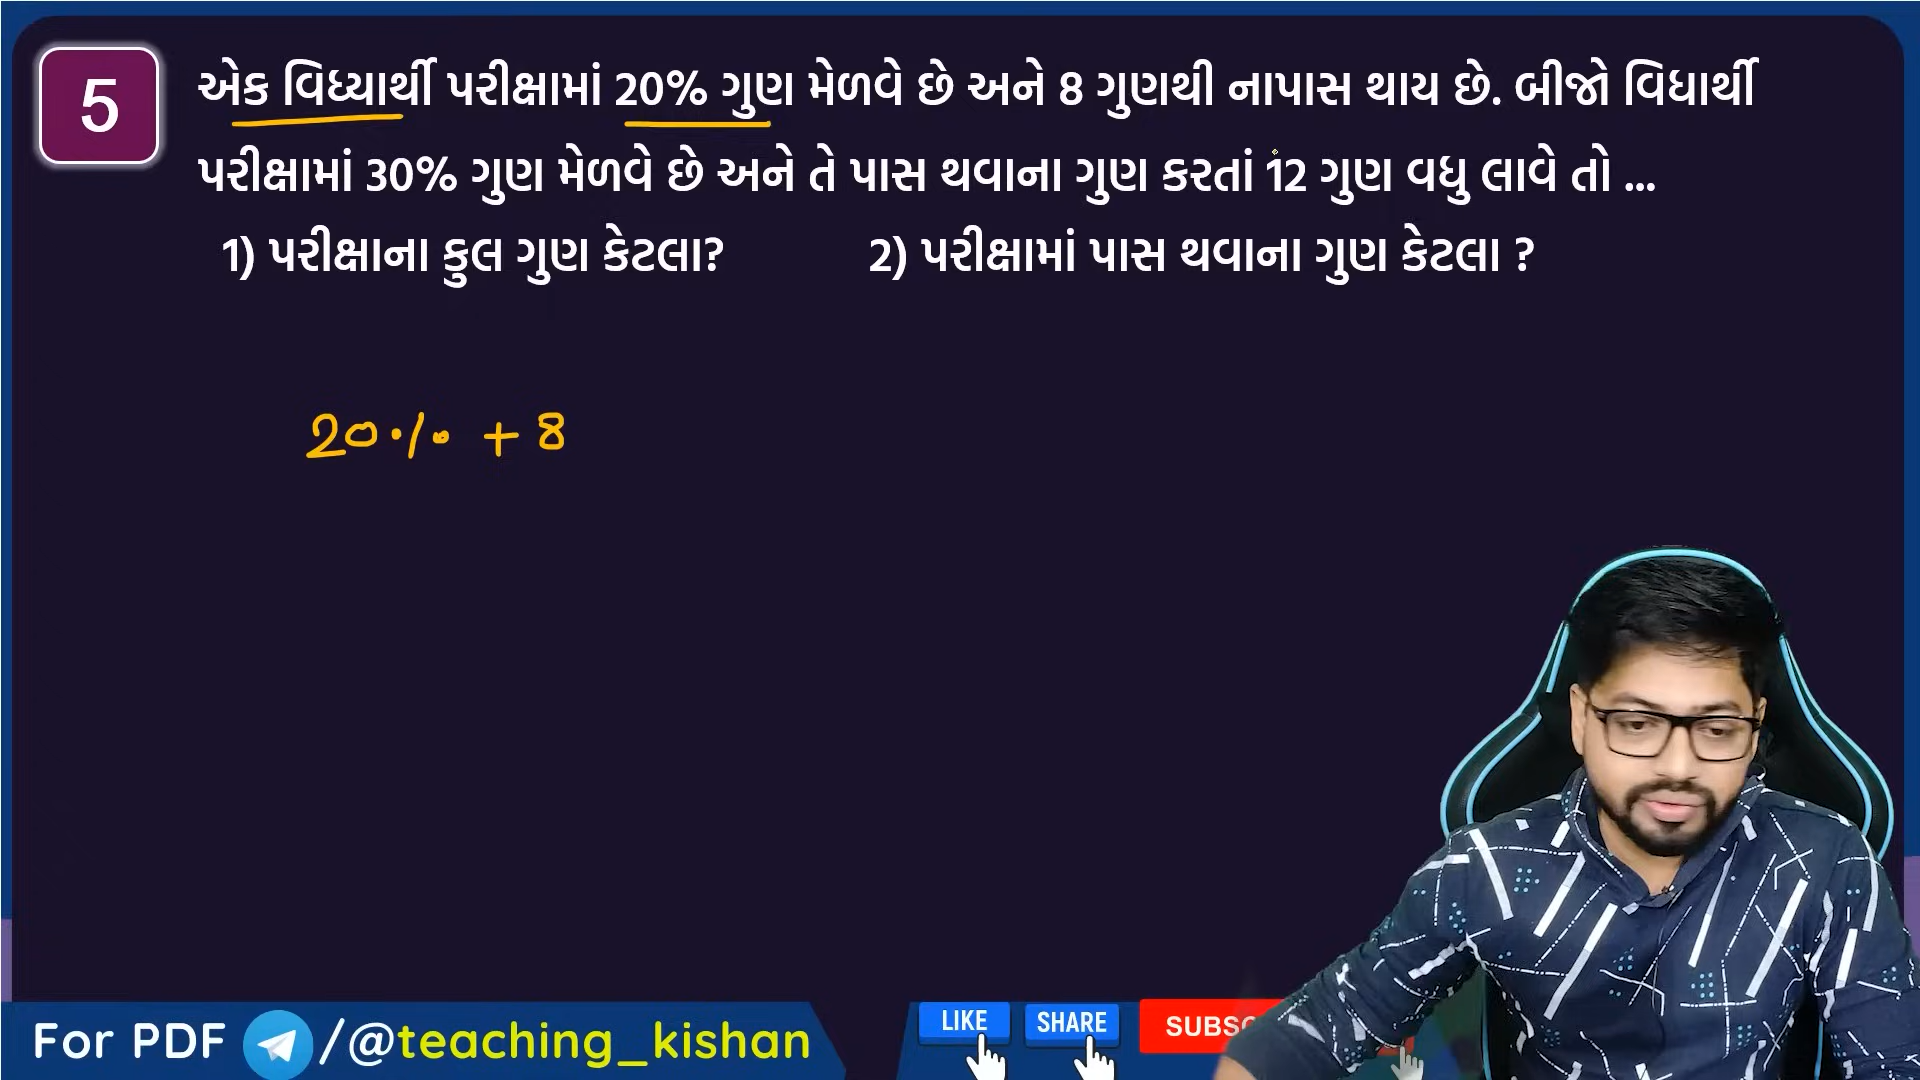 5
એક વિધ્યાર્થી પરીક્ષામાં 20% ગુણ મેળવે છે અને 8 ગુણથી નાપાસ થાય છે. બીજો વિધાર્થી
પરીક્ષામાં 30% ગુણ મેળવે છે અને તે પાસ થવાના ગુણ કરતાં 12 ગુણ વધુ લાવે તો ...
1) પરીક્ષાના કુલ ગુણ કેટલા?
2) પરીક્ષામાં પાસ થવાના ગુણ કેટલા ?
20% + 8
For PDF /@teaching_kishan
LIKE
SHARE